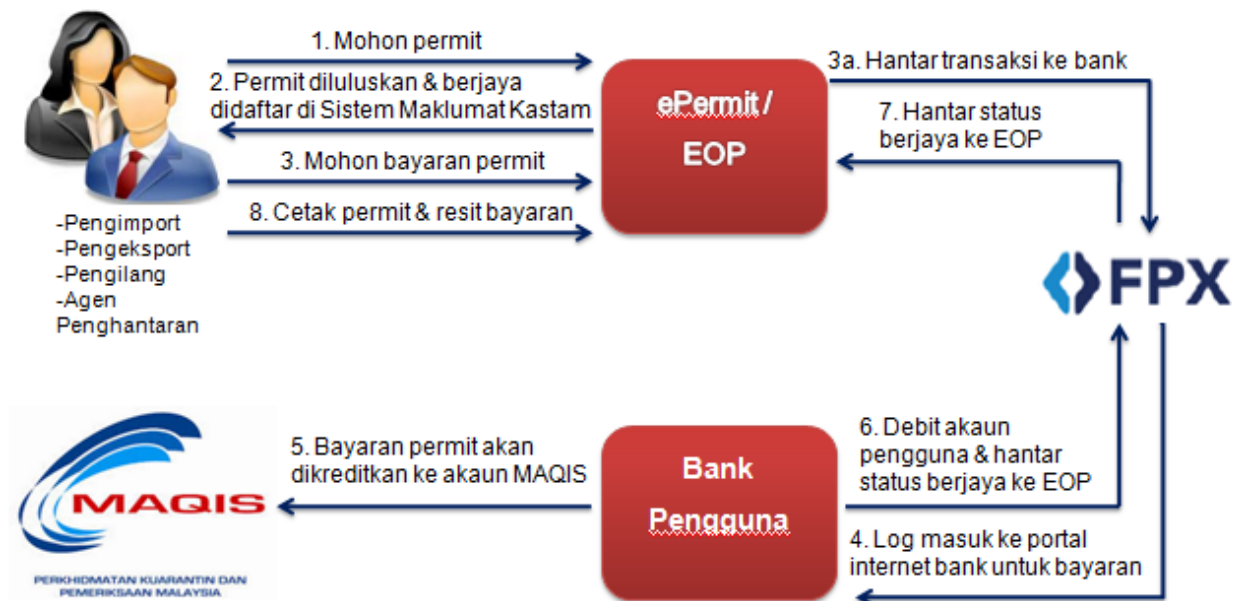 1. Mohon permit
2. Permit diluluskan & berjaya
didaftar di Sistem Maklumat Kastam
3. Mohon bayaran permit
8. Cetak permit & resit bayaran
-Pengimport
-Pengeksport
-Pengilang
-Agen
Penghantaran
ePermit /
EOP
3a. Hantar transaksi ke bank
7. Hantar status
berjaya ke EOP
FPX
MAQIS
PERKHIDMATAN KUARANTIN DAN
PEMERIKSAAN MALAYSIA
5. Bayaran permit akan
dikreditkan ke akaun MAQIS
Bank
Pengguna
6. Debit akaun
pengguna & hantar
status berjaya ke EOP
4. Log masuk ke portal
internet bank untuk bayaran